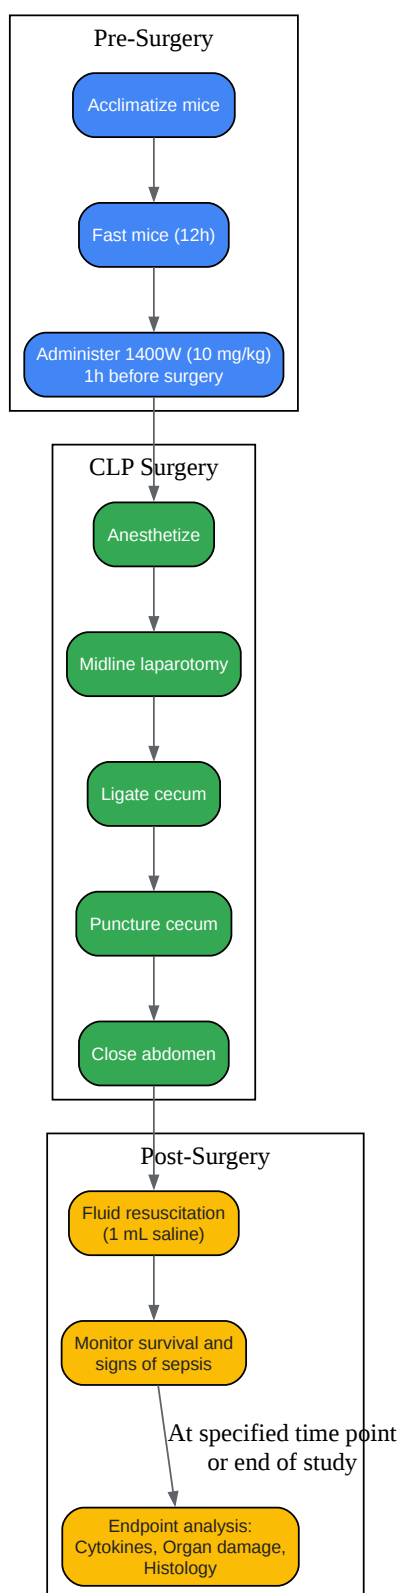 Pre-Surgery
Acclimatize mice
Fast mice (12h)
Administer 1400W (10 mg/kg)
1h before surgery
CLP Surgery
Anesthetize
Midline laparotomy
Ligate cecum
Puncture cecum
Close abdomen
Post-Surgery
Fluid resuscitation
(1 mL saline)
Monitor survival and
signs of sepsis
At specified time point
or end of study
Endpoint analysis:
Cytokines, Organ damage,
Histology